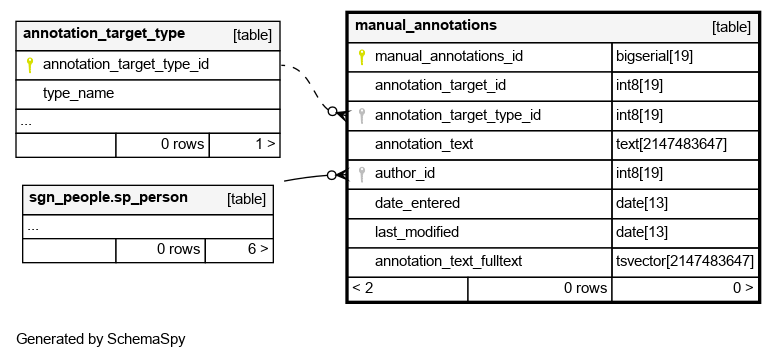 annotation_target_type [table]
annotation_target_type_id
type_name
...
0 rows 1 >
sgn_people.sp_person [table]
...
0 rows 6 >
manual_annotations [table]
manual_annotations_id bigserial[19]
annotation_target_id int8[19]
annotation_target_type_id int8[19]
annotation_text text[2147483647]
author_id int8[19]
date_entered date[13]
last_modified date[13]
annotation_text_fulltext tsvector[2147483647]
< 2 0 rows 0 >
Generated by SchemaSpy